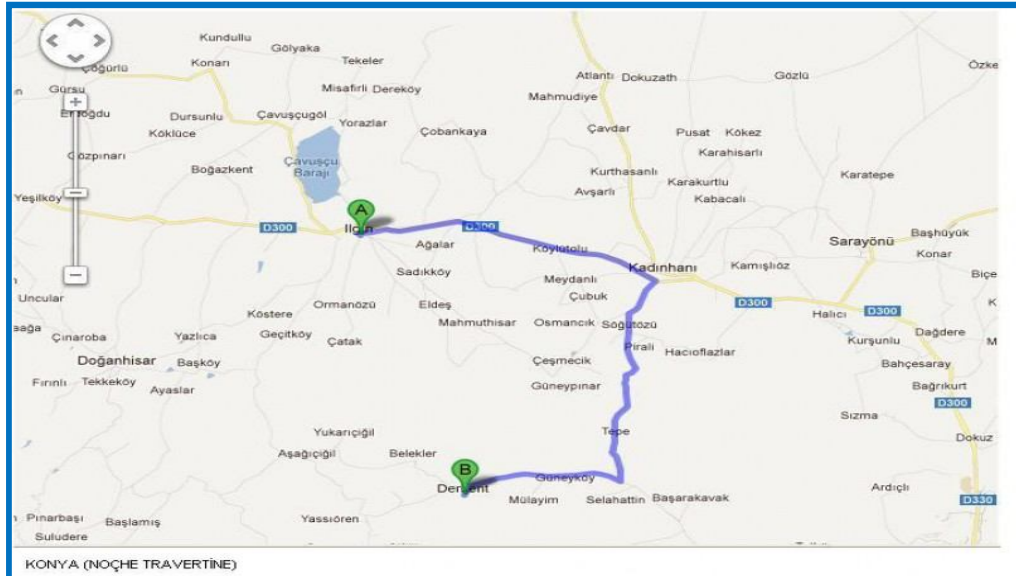 Kundullu
Gölyaka
Konarı
Tekeler
Çoğürlü
Özke
Gürsu
Misafirli Dereköy
Atlantı Dokuzath
Gözlü
Mahmudiye
Dursunlu
Çavuşçugöl
Yorazlar
Köklüce
Çobankaya
Çavdar
Pusat Kökez
Karahisarlı
Gözpınarı
Boğazkent
Çavuşçu
Barajı
Kurthasanlı
Karatepe
Karakurtlu
Avşarlı
Kabacalı
Yeşilköy
A
D300
Ilgın
D300
Ağalar
Köylütolu
Başhüyük
Sarayönü
Konar
Sadıkköy
Meydanlı
Kadınhanı
Kamışlıöz
Biçe
Uncular
Ormanözü
Eldeş
Çubuk
D300
K
Köstere
Halıcı
Mahmuthisar
Osmancık
Söğütözü
Çınaroba
Yazlıca
Geçitköy
Çatak
Dağdere
Pirali
Hacıoflazlar
Kurşunlu
M
Doğanhisar
Başköy
Çeşmecik
Bahçesaray
Fırınlı
Tekkeköy
Ayaslar
Güneypınar
Bağrıkurt
D300
Sızma
Yukarıçiğil
Tepe
Dokuz
Aşağıçiğil
Belekler
B
Güneyköy
Derbent
Mülayim
Selahattin
Başarakavak
Ardıçlı
D330
Pınarbaşı
Başlamış
Yassıören
Suludere
KONYA (NOÇHE TRAVERTİNE)